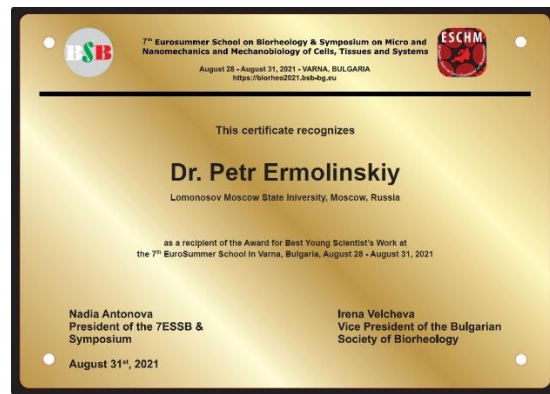 BSB
7th Eurosummer School on Biorheology & Symposium on Micro and
Nanomechanics and Mechanobiology of Cells, Tissues and Systems
August 28 - August 31, 2021 - VARNA, BULGARIA
https://biorheo2021.bsb-bg.eu
ESCHM
This certificate recognizes
Dr. Petr Ermolinskiy
Lomonosov Moscow State Iniversity, Moscow, Russia
as a recipient of the Award for Best Young Scientist's Work at
the 7th EuroSummer School in Varna, Bulgaria, August 28 - August 31, 2021
Nadia Antonova
President of the 7ESSB &
Symposium
August 31st, 2021
Irena Velcheva
Vice President of the Bulgarian
Society of Biorheology